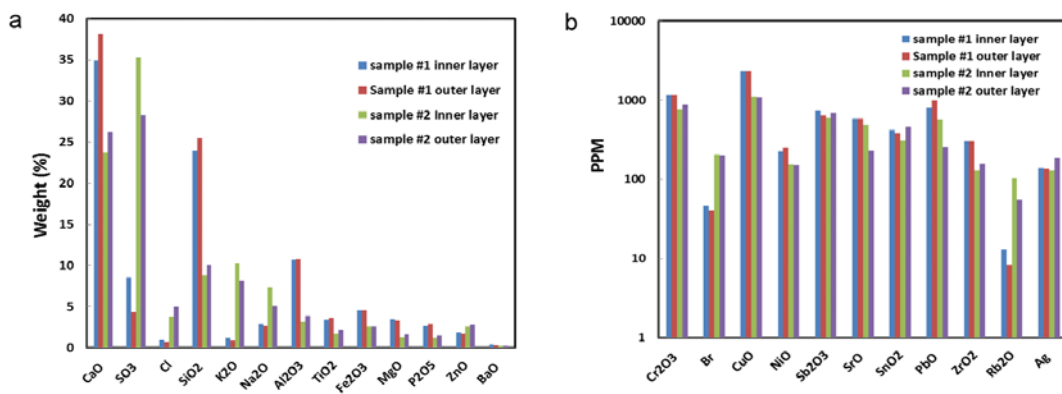 a
40
35
30
25
20
15
10
5
0
Weight (%)
sample #1 inner layer
Sample #1 outer layer
sample #2 Inner layer
sample #2 outer layer
CaO
SO3
Cl
SiO2
K2O
Na2O
Al2O3
TiO2
Fe2O3
MgO
P2O5
ZnO
BaO
b
10000
1000
100
10
1
PPM
sample #1 inner layer
Sample #1 outer layer
sample #2 Inner layer
sample #2 outer layer
Cr2O3
Br
CuO
NiO
Sb2O3
SrO
SnO2
PbO
ZrO2
Rb2O
Ag